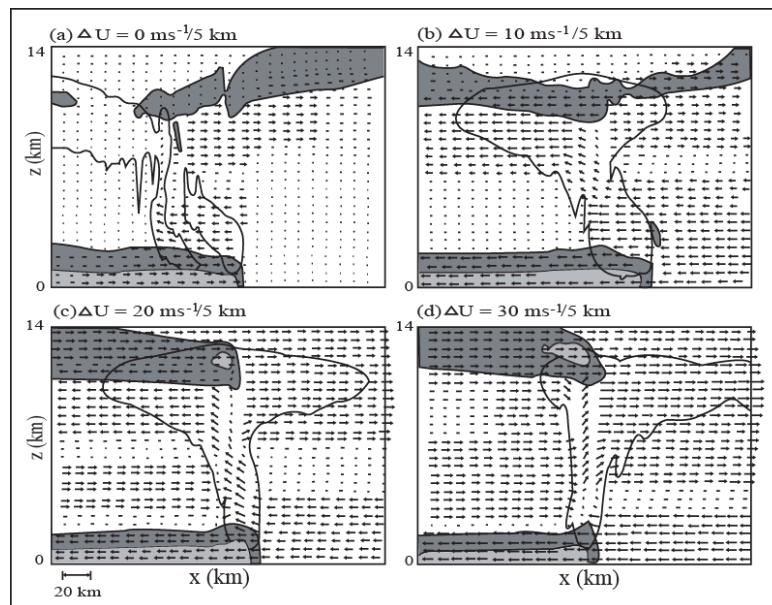 (a) ΔU = 0 ms⁻¹/5 km
(b) ΔU = 10 ms⁻¹/5 km
14
14
z (km)
0
0
(c) ΔU = 20 ms⁻¹/5 km
(d) ΔU = 30 ms⁻¹/5 km
14
14
z (km)
0
0
20 km
x (km)
x (km)